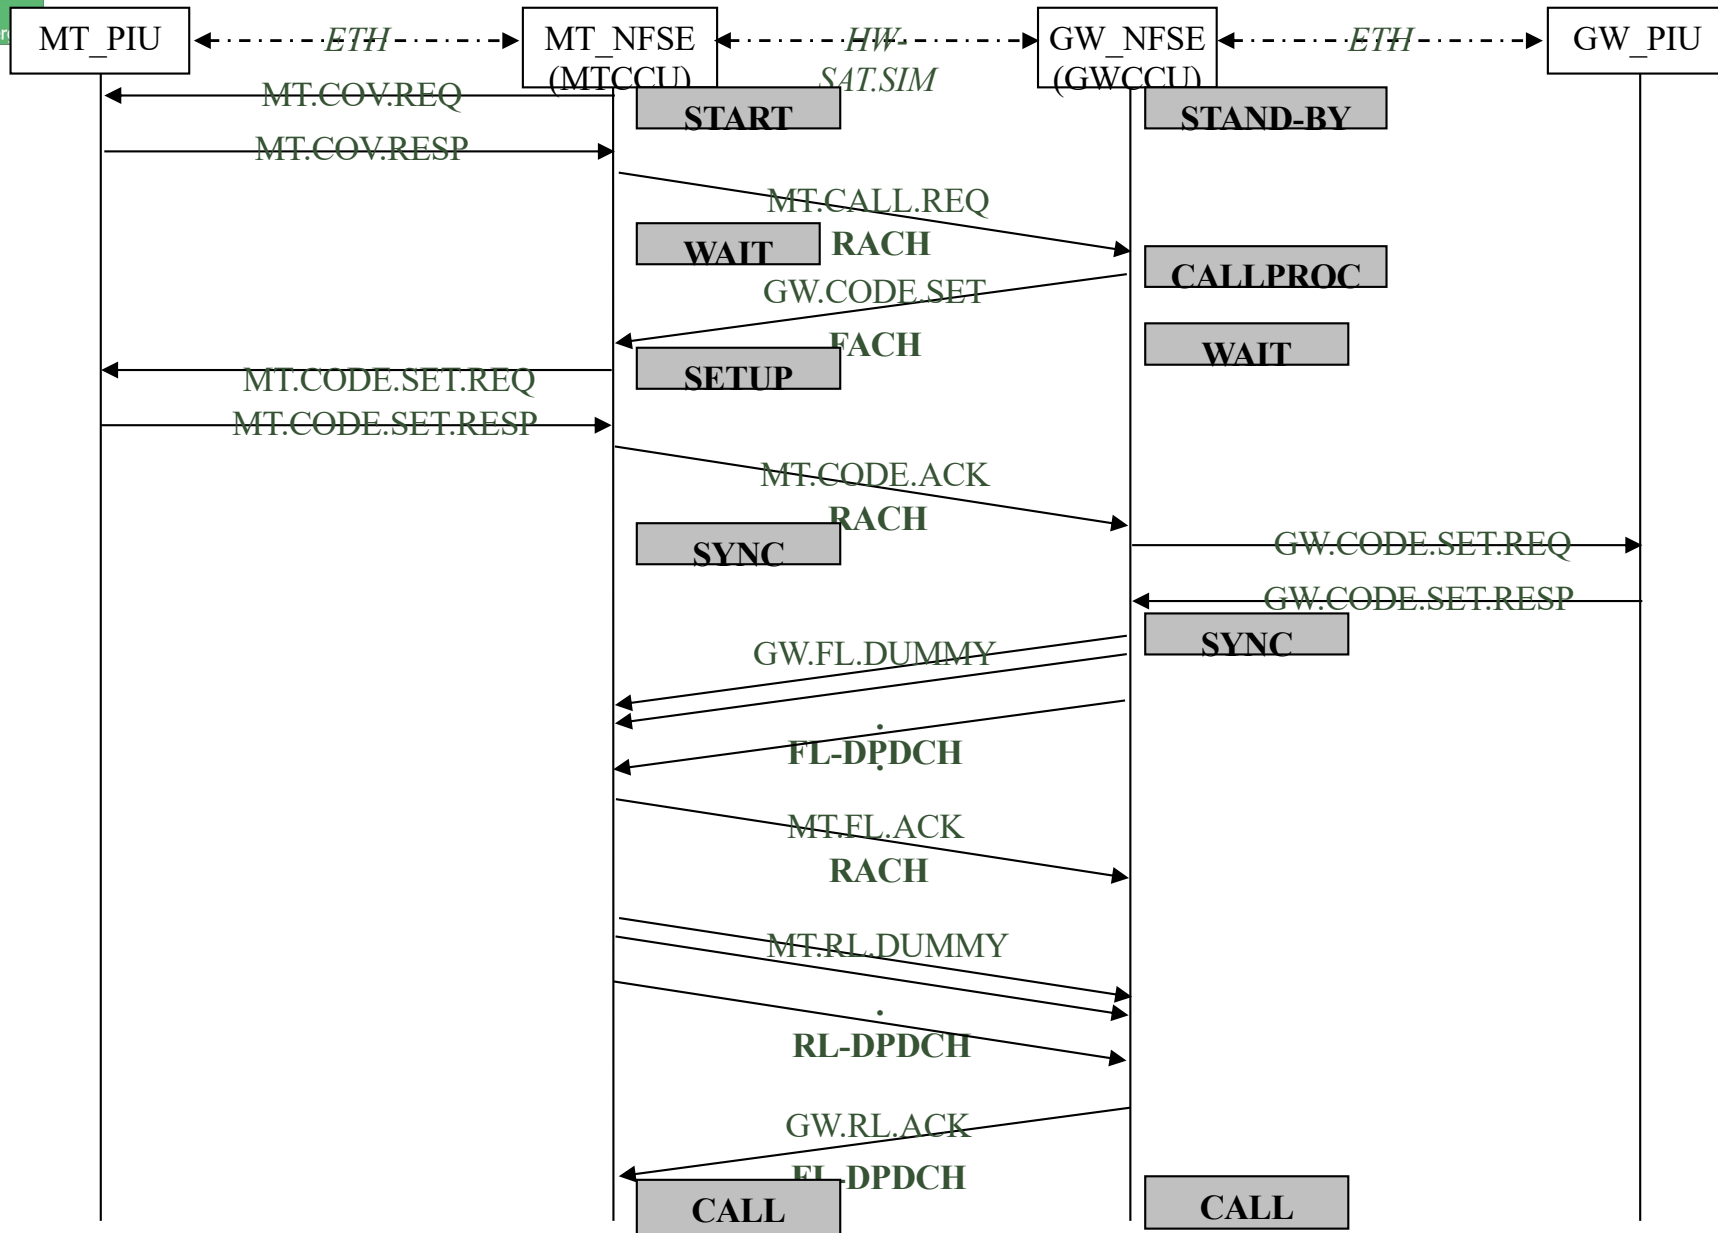 MT_PIU
ETH
MT_NFSE
(MTCCU)
HW-
SAT.SIM
GW_NFSE
(GWCCU)
ETH
GW_PIU
MT.COV.REQ
START
STAND-BY
MT.COV.RESP
MT.CALL.REQ
RACH
WAIT
CALLPROC
GW.CODE.SET
FACH
WAIT
SETUP
MT.CODE.SET.REQ
MT.CODE.SET.RESP
MT.CODE.ACK
RACH
SYNC
GW.CODE.SET.REQ
GW.CODE.SET.RESP
SYNC
GW.FL.DUMMY
.
FL-DPDCH
.
MT.FL.ACK
RACH
MT.RL.DUMMY
.
RL-DPDCH
.
GW.RL.ACK
FL-DPDCH
CALL
CALL